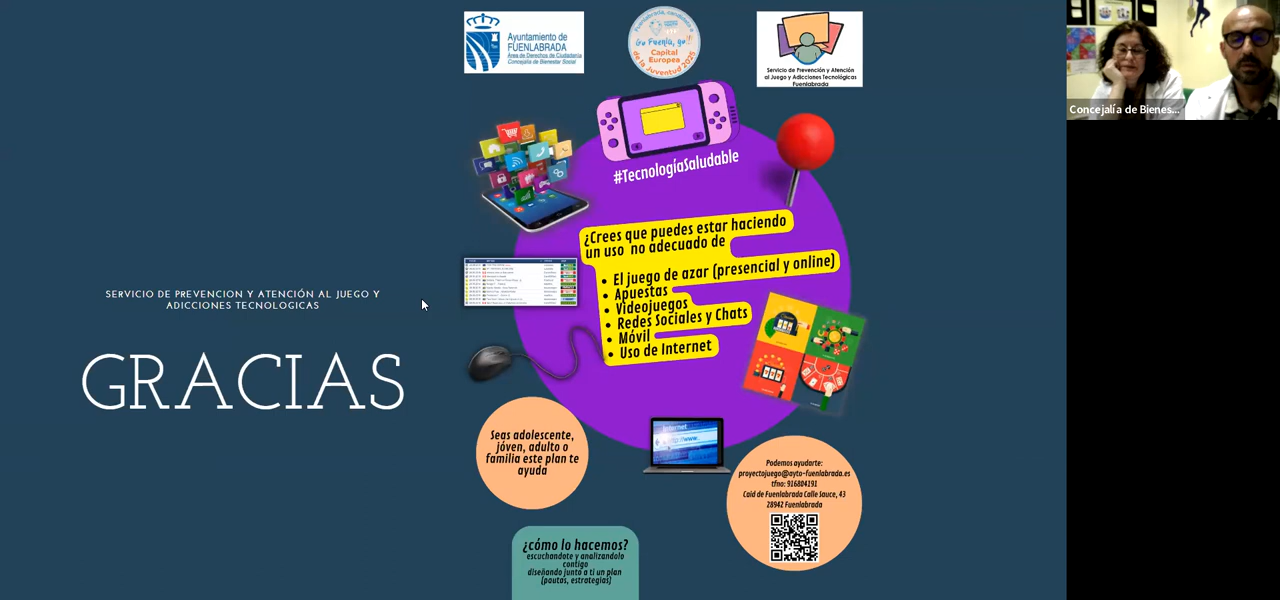 SERVICIO DE PREVENCION Y ATENCIÓN AL JUEGO Y
ADICCIONES TECNOLOGICAS
GRACIAS
Ayuntamiento de
FUENLABRADA
Área de Derechos de Ciudadanía
Concejalía de Bienestar Social
Fuenlabrada, candidata a
Go Fuenla, go!
Capital
Europea
de la Juventud 2025
Servicio de Prevención y Atención
al Juego y Adicciones Tecnológicas
Fuenlabrada
#TecnologíaSaludable
¿Crees que puedes estar haciendo
un uso no adecuado de
• El juego de azar (presencial y online)
• Apuestas
• Videojuegos
• Redes Sociales y Chats
• Móvil
• Uso de Internet
Seas adolescente,
jóven, adulto o
familia este plan te
ayuda
Internet
http://www.
Podemos ayudarte:
proyectojuego@ayto-fuenlabrada.es
tfno: 916804191
Caid de Fuenlabrada Calle Sauce, 43
28942 Fuenlabrada
¿cómo lo hacemos?
escuchandote y analizandolo
contigo
diseñando junto a ti un plan
(pautas, estrategias)
Concejalía de Bienes...